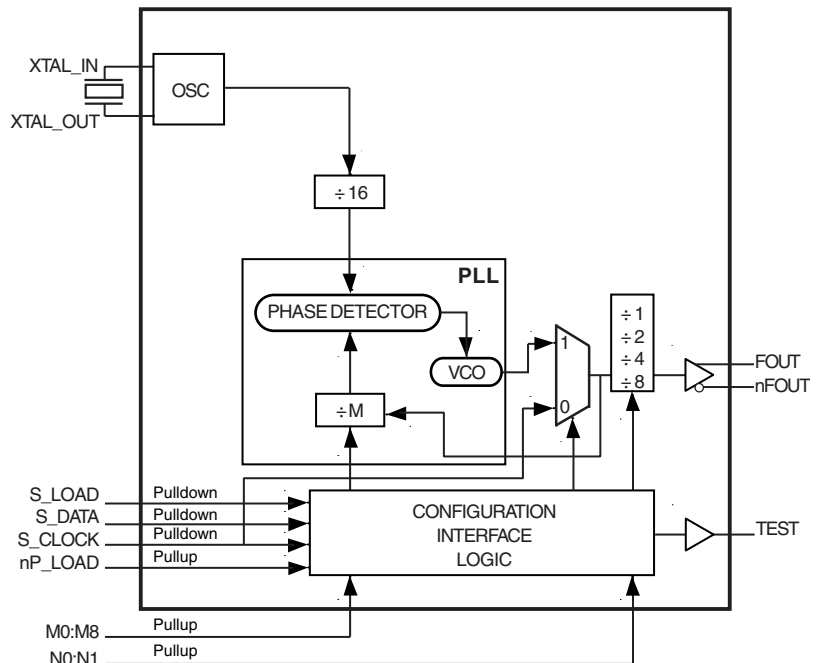 XTAL_IN
OSC
XTAL_OUT
÷ 16
PLL
PHASE DETECTOR
÷ 1
÷ 2
÷ 4
÷ 8
1
VCO
FOUT
nFOUT
÷ M
0
S_LOAD Pulldown
S_DATA Pulldown
S_CLOCK Pulldown
nP_LOAD Pullup
CONFIGURATION
INTERFACE
LOGIC
TEST
M0:M8 Pullup
N0:N1 Pullup